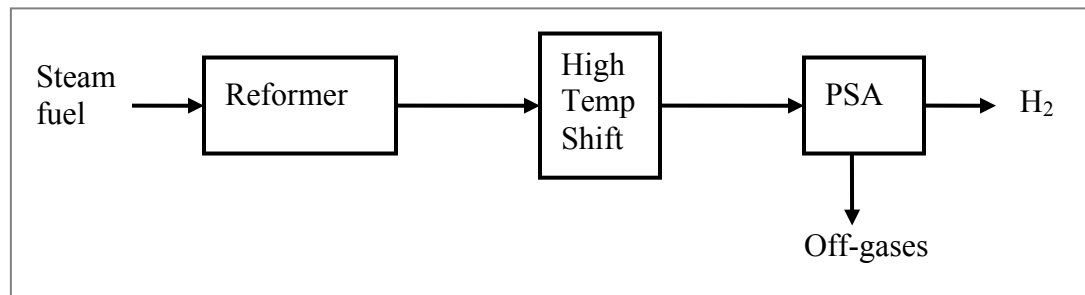 Steam
fuel
Reformer
High
Temp
Shift
PSA
H₂
Off-gases